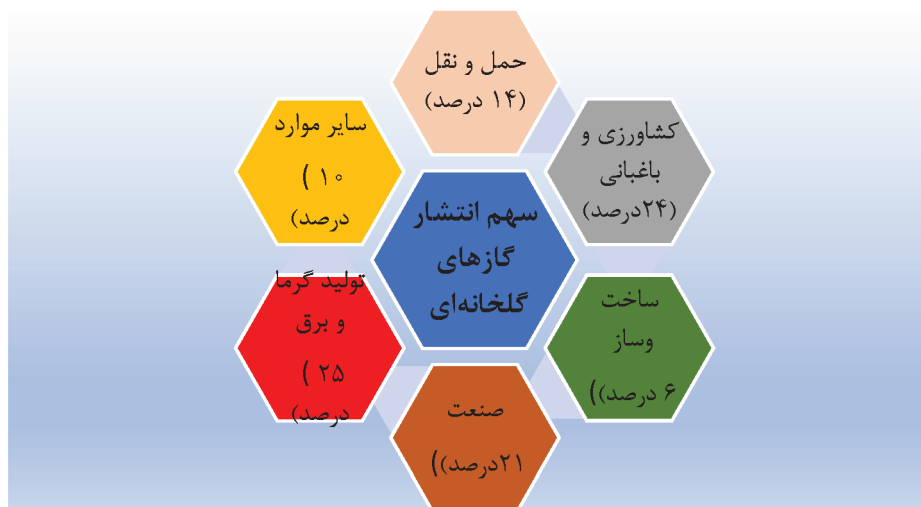 حمل و نقل
(۱۴ درصد)
کشاورزی و
باغبانی
(۲۴درصد)
ساخت
وساز
۶ درصد))
صنعت
۲۱درصد))
تولید گرما
و برق
۲۵ )
درصد)
سایر موارد
۱۰ )
درصد)
سهم انتشار
گازهای
گلخانه‌ای